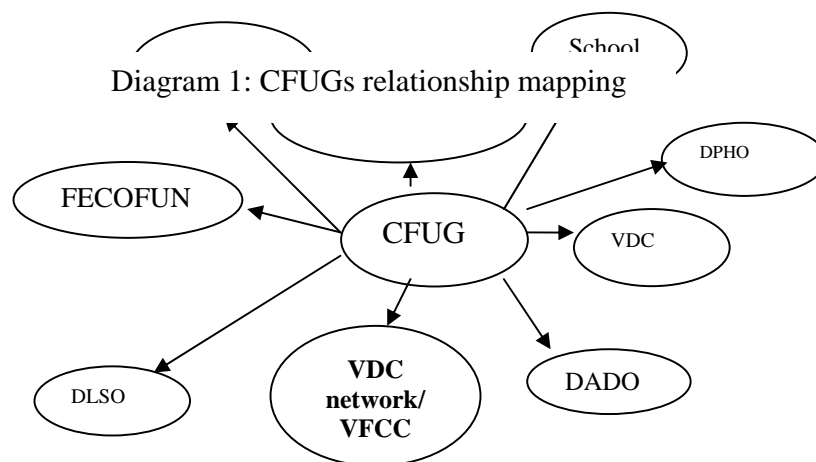 School
Diagram 1: CFUGs relationship mapping
DPHO
FECOFUN
CFUG
VDC
VDC
network/
VFCC
DLSO
DADO